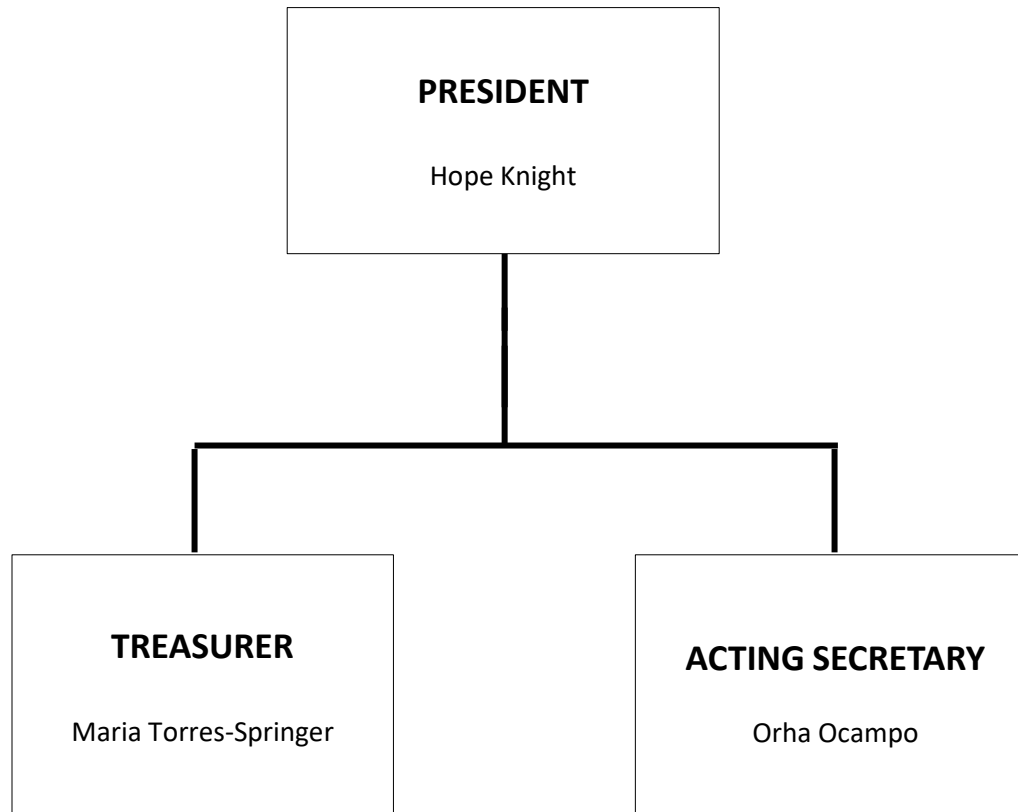 PRESIDENT
Hope Knight
TREASURER
Maria Torres-Springer
ACTING SECRETARY
Orha Ocampo